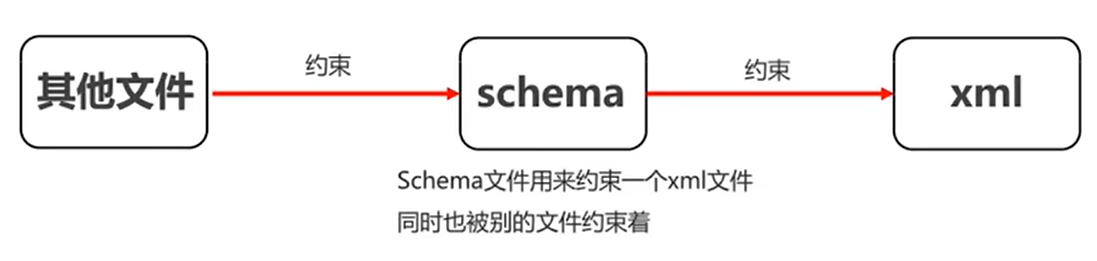 约束
约束
其他文件
schema
xml
Schema文件用来约束一个xml文件
同时也被别的文件约束着